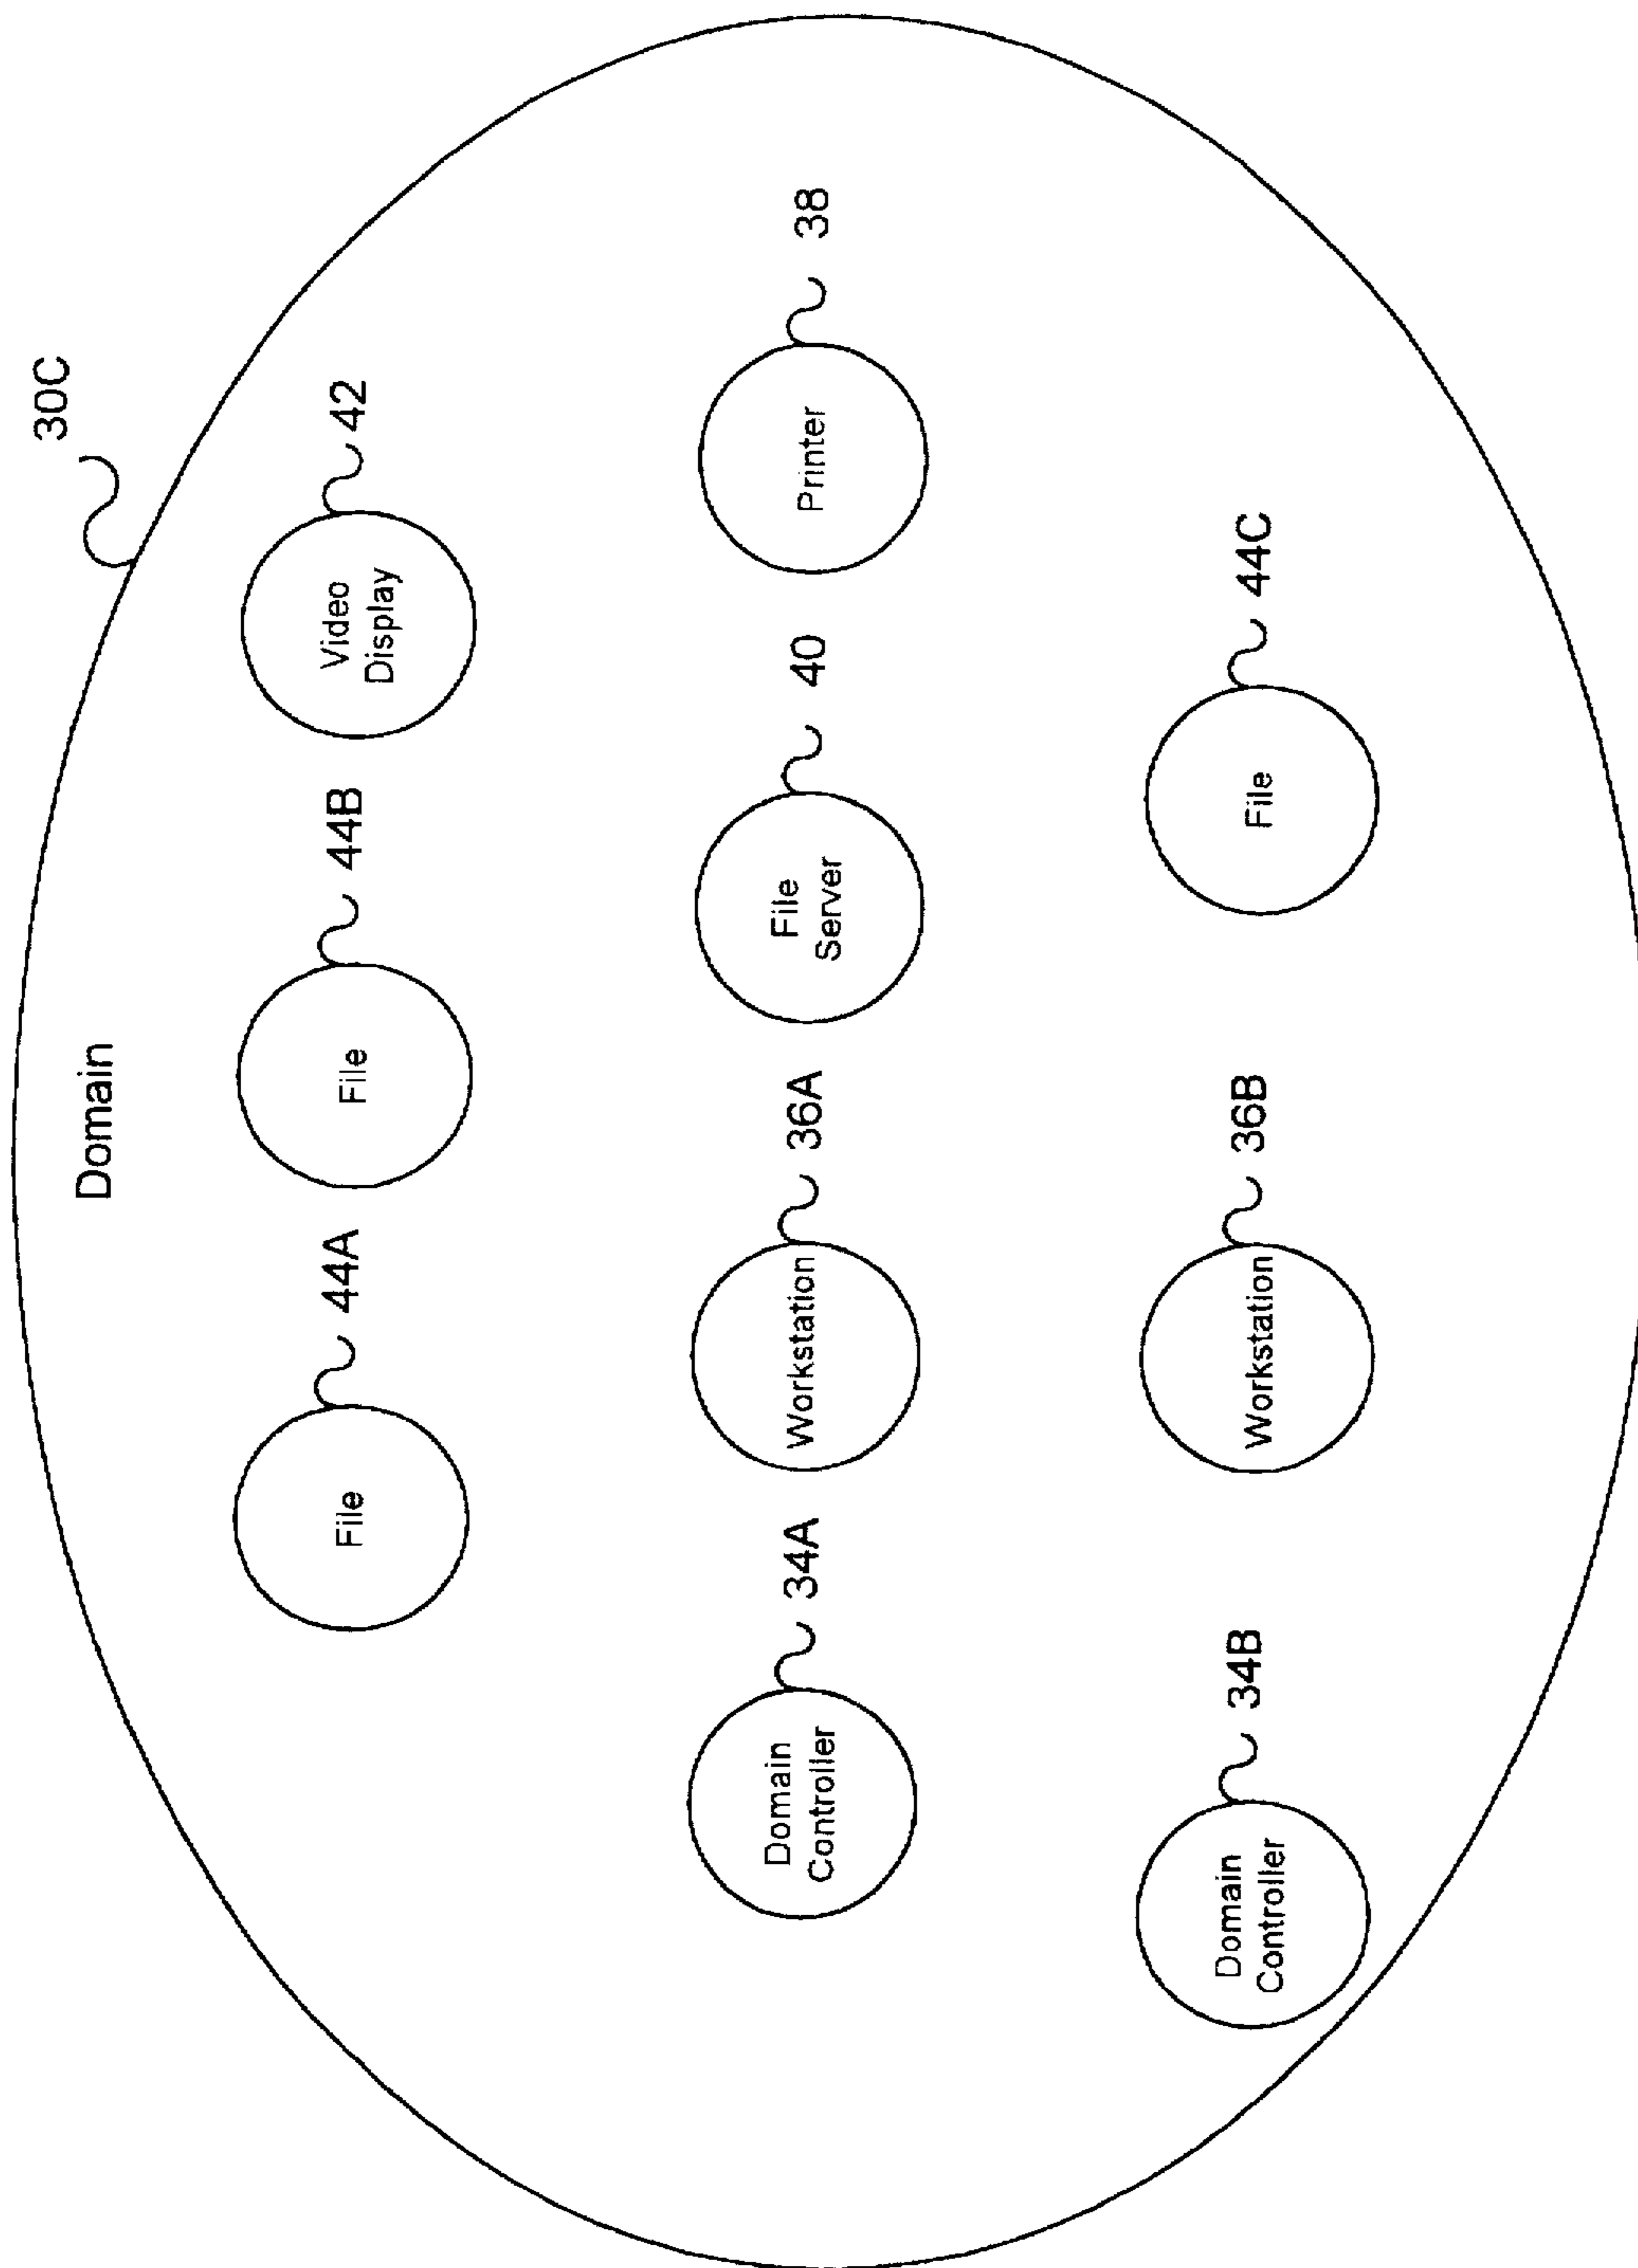 30C
Domain
File
44A
File
44B
Video
Display
42
Domain
Controller
34A
Workstation
36A
File
Server
40
Printer
38
Domain
Controller
34B
Workstation
36B
File
44C